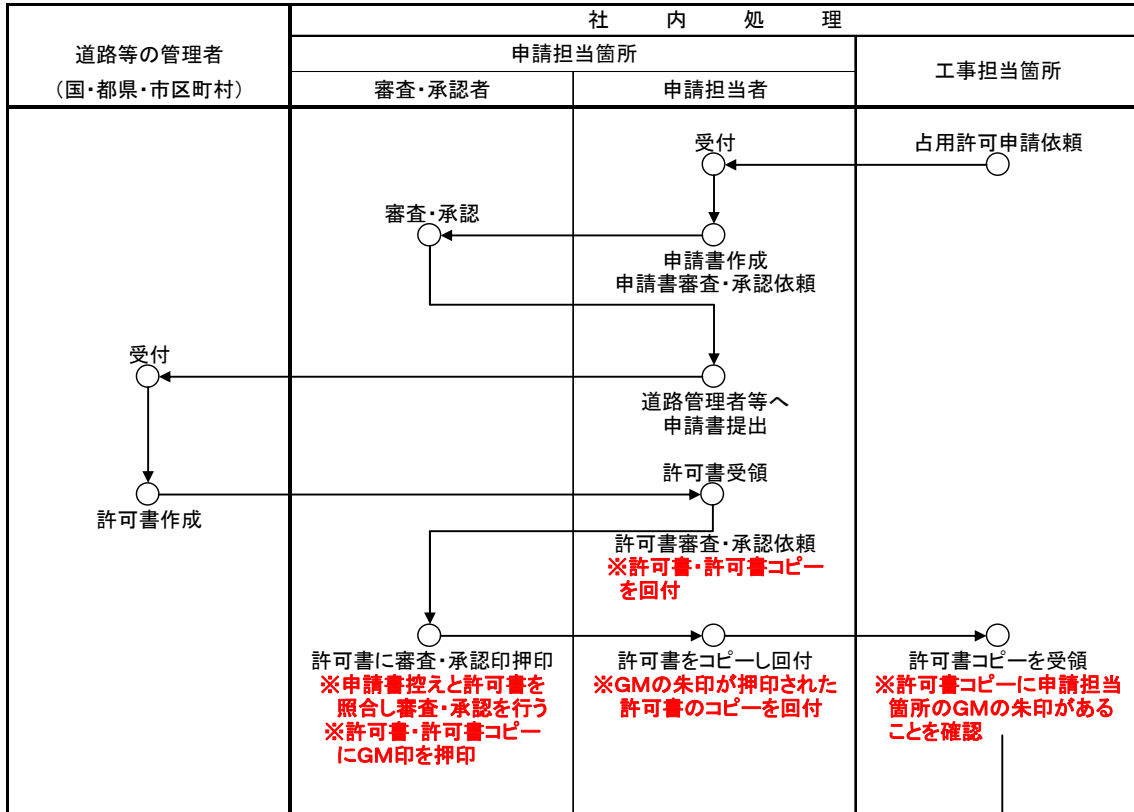 社内処理
道路等の管理者
(国・都県・市区町村)
申請担当箇所
工事担当箇所
審査・承認者
申請担当者
受付
占用許可申請依頼
審査・承認
申請書作成
申請書審査・承認依頼
受付
道路管理者等へ
申請書提出
許可書受領
許可書作成
許可書審査・承認依頼
※許可書・許可書コピー
を回付
許可書に審査・承認印押印
※申請書控えと許可書を
照合し審査・承認を行う
※許可書・許可書コピー
にGM印を押印
許可書をコピーし回付
※GMの朱印が押印された
許可書のコピーを回付
許可書コピーを受領
※許可書コピーに申請担当
箇所のGMの朱印がある
ことを確認